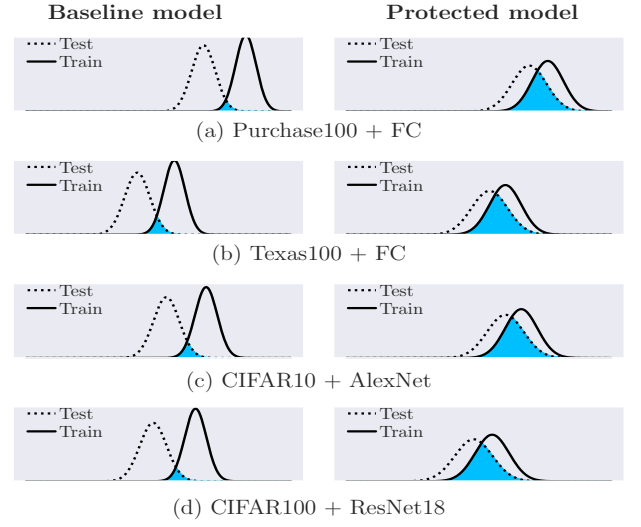 Baseline model Protected model
Test Test
Train Train
(a) Purchase100 + FC
Test Test
Train Train
(b) Texas100 + FC
Test Test
Train Train
(c) CIFAR10 + AlexNet
Test Test
Train Train
(d) CIFAR100 + ResNet18